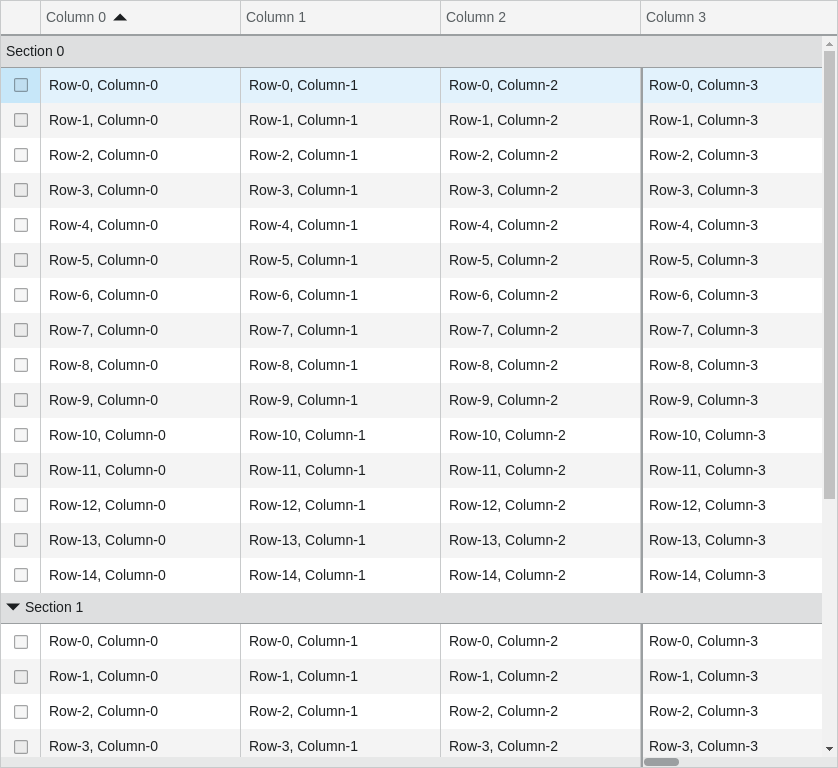 Column 0 Column 1 Column 2 Column 3
Section 0
Row-0, Column-0 Row-0, Column-1 Row-0, Column-2 Row-0, Column-3
Row-1, Column-0 Row-1, Column-1 Row-1, Column-2 Row-1, Column-3
Row-2, Column-0 Row-2, Column-1 Row-2, Column-2 Row-2, Column-3
Row-3, Column-0 Row-3, Column-1 Row-3, Column-2 Row-3, Column-3
Row-4, Column-0 Row-4, Column-1 Row-4, Column-2 Row-4, Column-3
Row-5, Column-0 Row-5, Column-1 Row-5, Column-2 Row-5, Column-3
Row-6, Column-0 Row-6, Column-1 Row-6, Column-2 Row-6, Column-3
Row-7, Column-0 Row-7, Column-1 Row-7, Column-2 Row-7, Column-3
Row-8, Column-0 Row-8, Column-1 Row-8, Column-2 Row-8, Column-3
Row-9, Column-0 Row-9, Column-1 Row-9, Column-2 Row-9, Column-3
Row-10, Column-0 Row-10, Column-1 Row-10, Column-2 Row-10, Column-3
Row-11, Column-0 Row-11, Column-1 Row-11, Column-2 Row-11, Column-3
Row-12, Column-0 Row-12, Column-1 Row-12, Column-2 Row-12, Column-3
Row-13, Column-0 Row-13, Column-1 Row-13, Column-2 Row-13, Column-3
Row-14, Column-0 Row-14, Column-1 Row-14, Column-2 Row-14, Column-3
Section 1
Row-0, Column-0 Row-0, Column-1 Row-0, Column-2 Row-0, Column-3
Row-1, Column-0 Row-1, Column-1 Row-1, Column-2 Row-1, Column-3
Row-2, Column-0 Row-2, Column-1 Row-2, Column-2 Row-2, Column-3
Row-3, Column-0 Row-3, Column-1 Row-3, Column-2 Row-3, Column-3